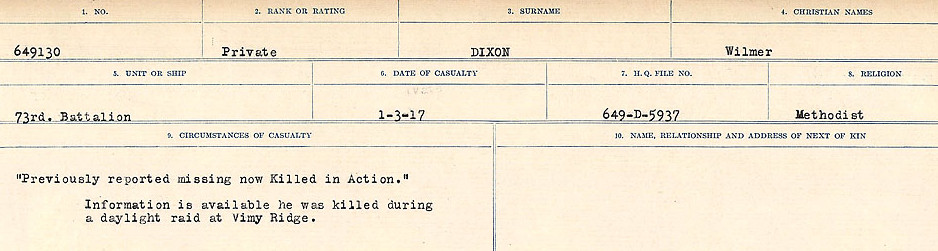 1. NO. 2. RANK OR RATING 3. SURNAME 4. CHRISTIAN NAMES
649130 Private DIXON Wilmer
5. UNIT OR SHIP 6. DATE OF CASUALTY 7. H.Q. FILE NO. 8. RELIGION
73rd. Battalion 1-3-17 649-D-5937 Methodist
9. CIRCUMSTANCES OF CASUALTY 10. NAME, RELATIONSHIP AND ADDRESS OF NEXT OF KIN
"Previously reported missing now Killed in Action."
Information is available he was killed during
a daylight raid at Vimy Ridge.